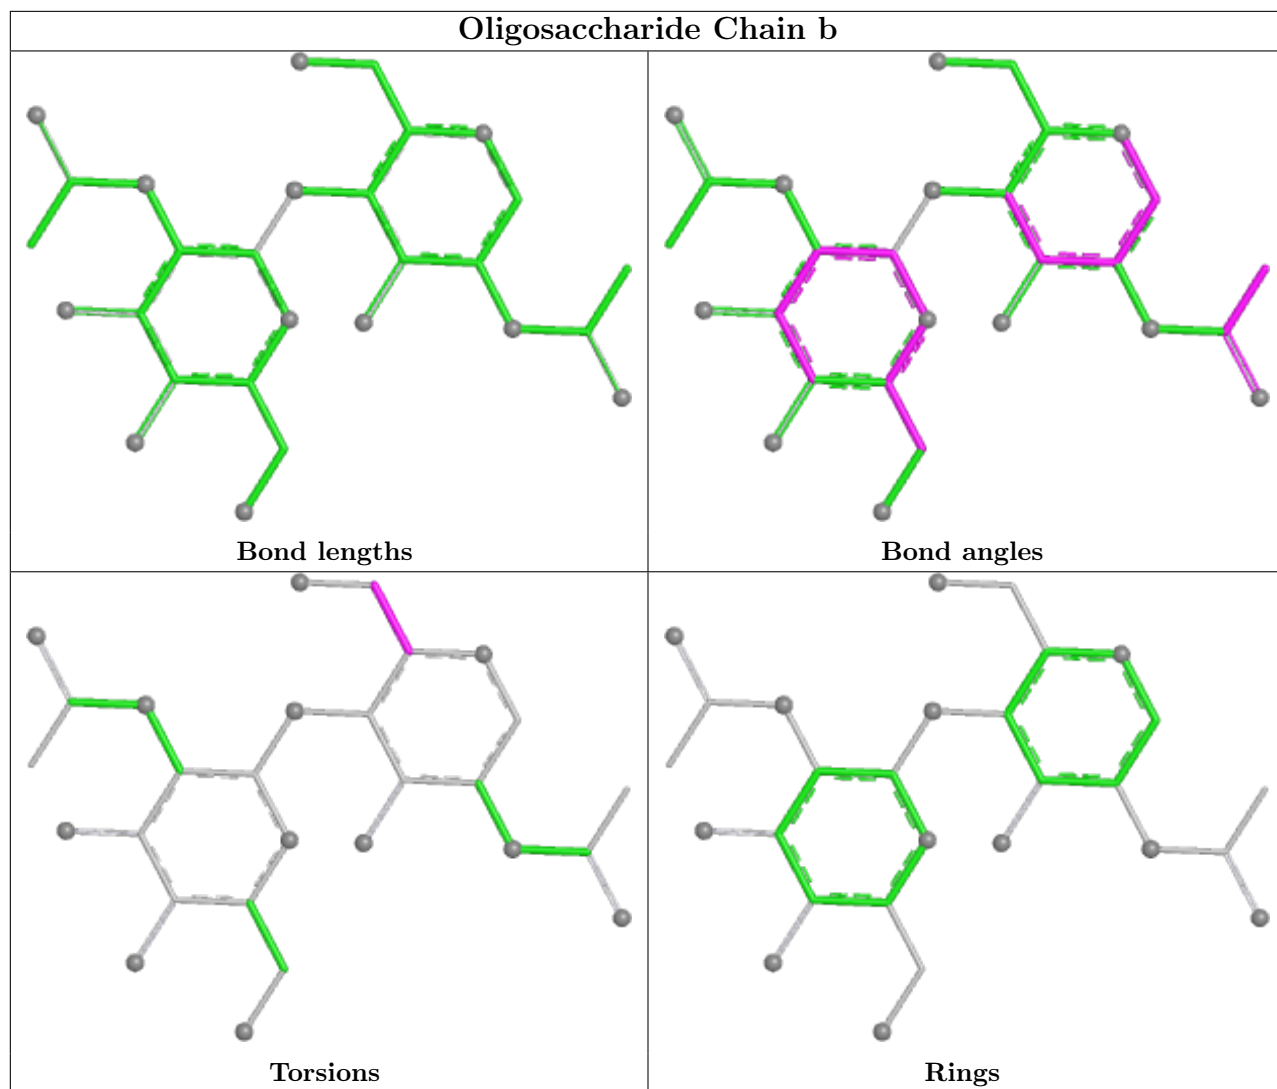 Oligosaccharide Chain b
Bond lengths
Bond angles
Torsions
Rings